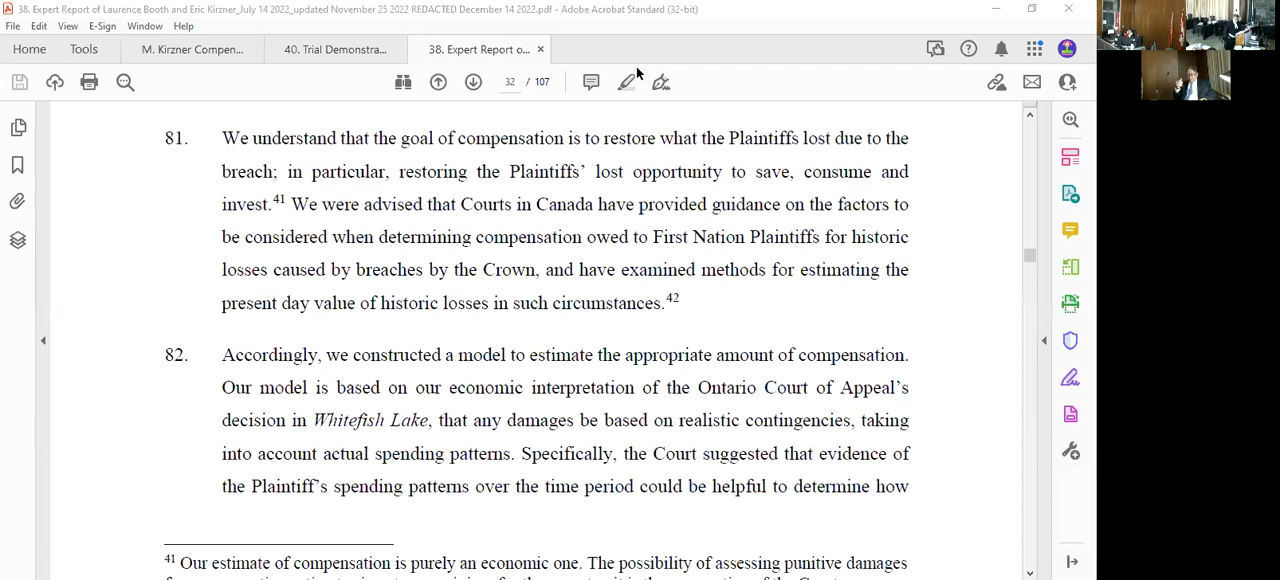 38. Expert Report of Laurence Booth and Eric Kirzner_July 14 2022_updated November 25 2022 REDACTED December 14 2022.pdf - Adobe Acrobat Standard (32-bit)
File Edit View E-Sign Window Help
Home Tools M. Kirzner Compen... 40. Trial Demonstra... 38. Expert Report o... ×
32 / 107
81. We understand that the goal of compensation is to restore what the Plaintiffs lost due to the
breach; in particular, restoring the Plaintiffs' lost opportunity to save, consume and
invest.41 We were advised that Courts in Canada have provided guidance on the factors to
be considered when determining compensation owed to First Nation Plaintiffs for historic
losses caused by breaches by the Crown, and have examined methods for estimating the
present day value of historic losses in such circumstances.42
82. Accordingly, we constructed a model to estimate the appropriate amount of compensation.
Our model is based on our economic interpretation of the Ontario Court of Appeal's
decision in Whitefish Lake, that any damages be based on realistic contingencies, taking
into account actual spending patterns. Specifically, the Court suggested that evidence of
the Plaintiff's spending patterns over the time period could be helpful to determine how
41 Our estimate of compensation is purely an economic one. The possibility of assessing punitive damages